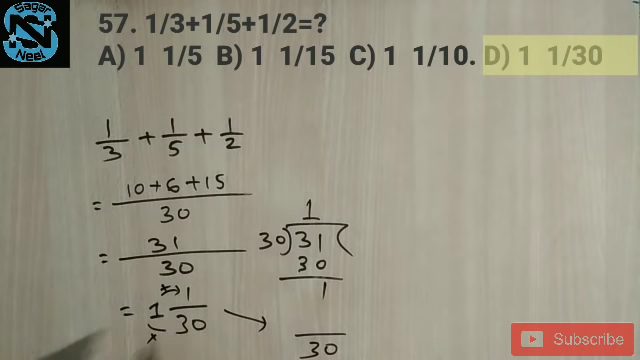 Sagar
Neel
57. 1/3+1/5+1/2=?
A) 1 1/5 B) 1 1/15 C) 1 1/10. D) 1 1/30
1/3 + 1/5 + 1/2
= 10+6+15 / 30
= 31/30
1
30)31(
30
1
= 1 1/30
30
Subscribe